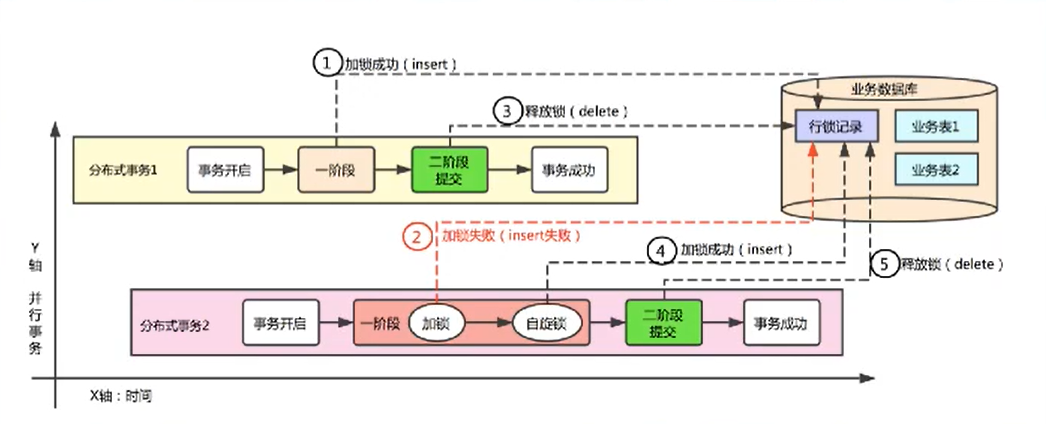 ① 加锁成功（insert）
业务数据库
③ 释放锁（delete）
行锁记录
业务表1
分布式事务1
事务开启
一阶段
二阶段
提交
事务成功
业务表2
② 加锁失败（insert失败）
④ 加锁成功（insert）
⑤ 释放锁（delete）
Y
轴
并
行
事
务
分布式事务2
事务开启
一阶段
加锁
自旋锁
二阶段
提交
事务成功
X轴：时间